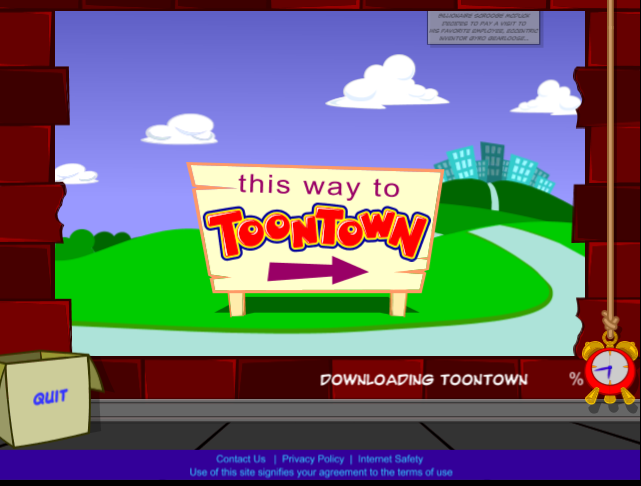 BILLIONAIRE SCROOGE MCDUCK
DECIDES TO PAY A VISIT TO
HIS FAVORITE EMPLOYEE, ECCENTRIC
INVENTOR GYRO GEARLOOSE...
this way to
TOONTOWN
DOWNLOADING TOONTOWN %
QUIT
Contact Us | Privacy Policy | Internet Safety
Use of this site signifies your agreement to the terms of use